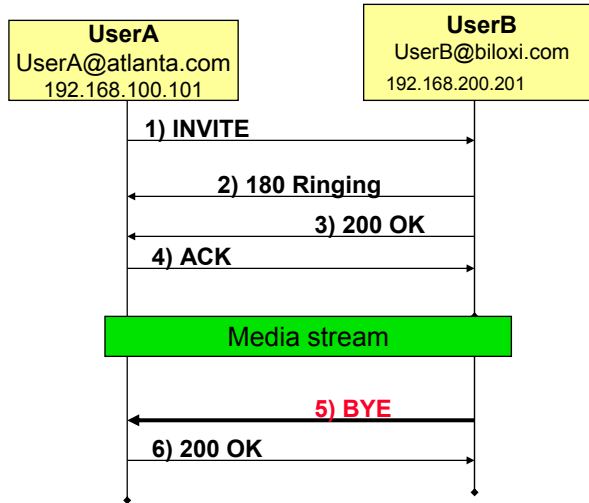 UserA
UserA@atlanta.com
192.168.100.101
UserB
UserB@biloxi.com
192.168.200.201
1) INVITE
2) 180 Ringing
3) 200 OK
4) ACK
Media stream
5) BYE
6) 200 OK